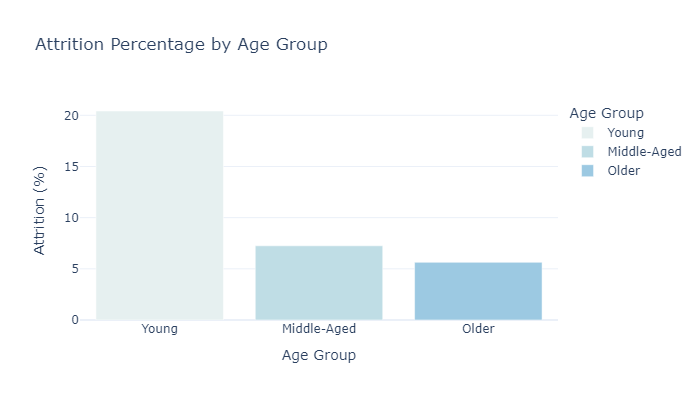 Attrition Percentage by Age Group
Age Group
Young
Middle-Aged
Older
Attrition (%)
20
15
10
5
0
Young Middle-Aged Older
Age Group